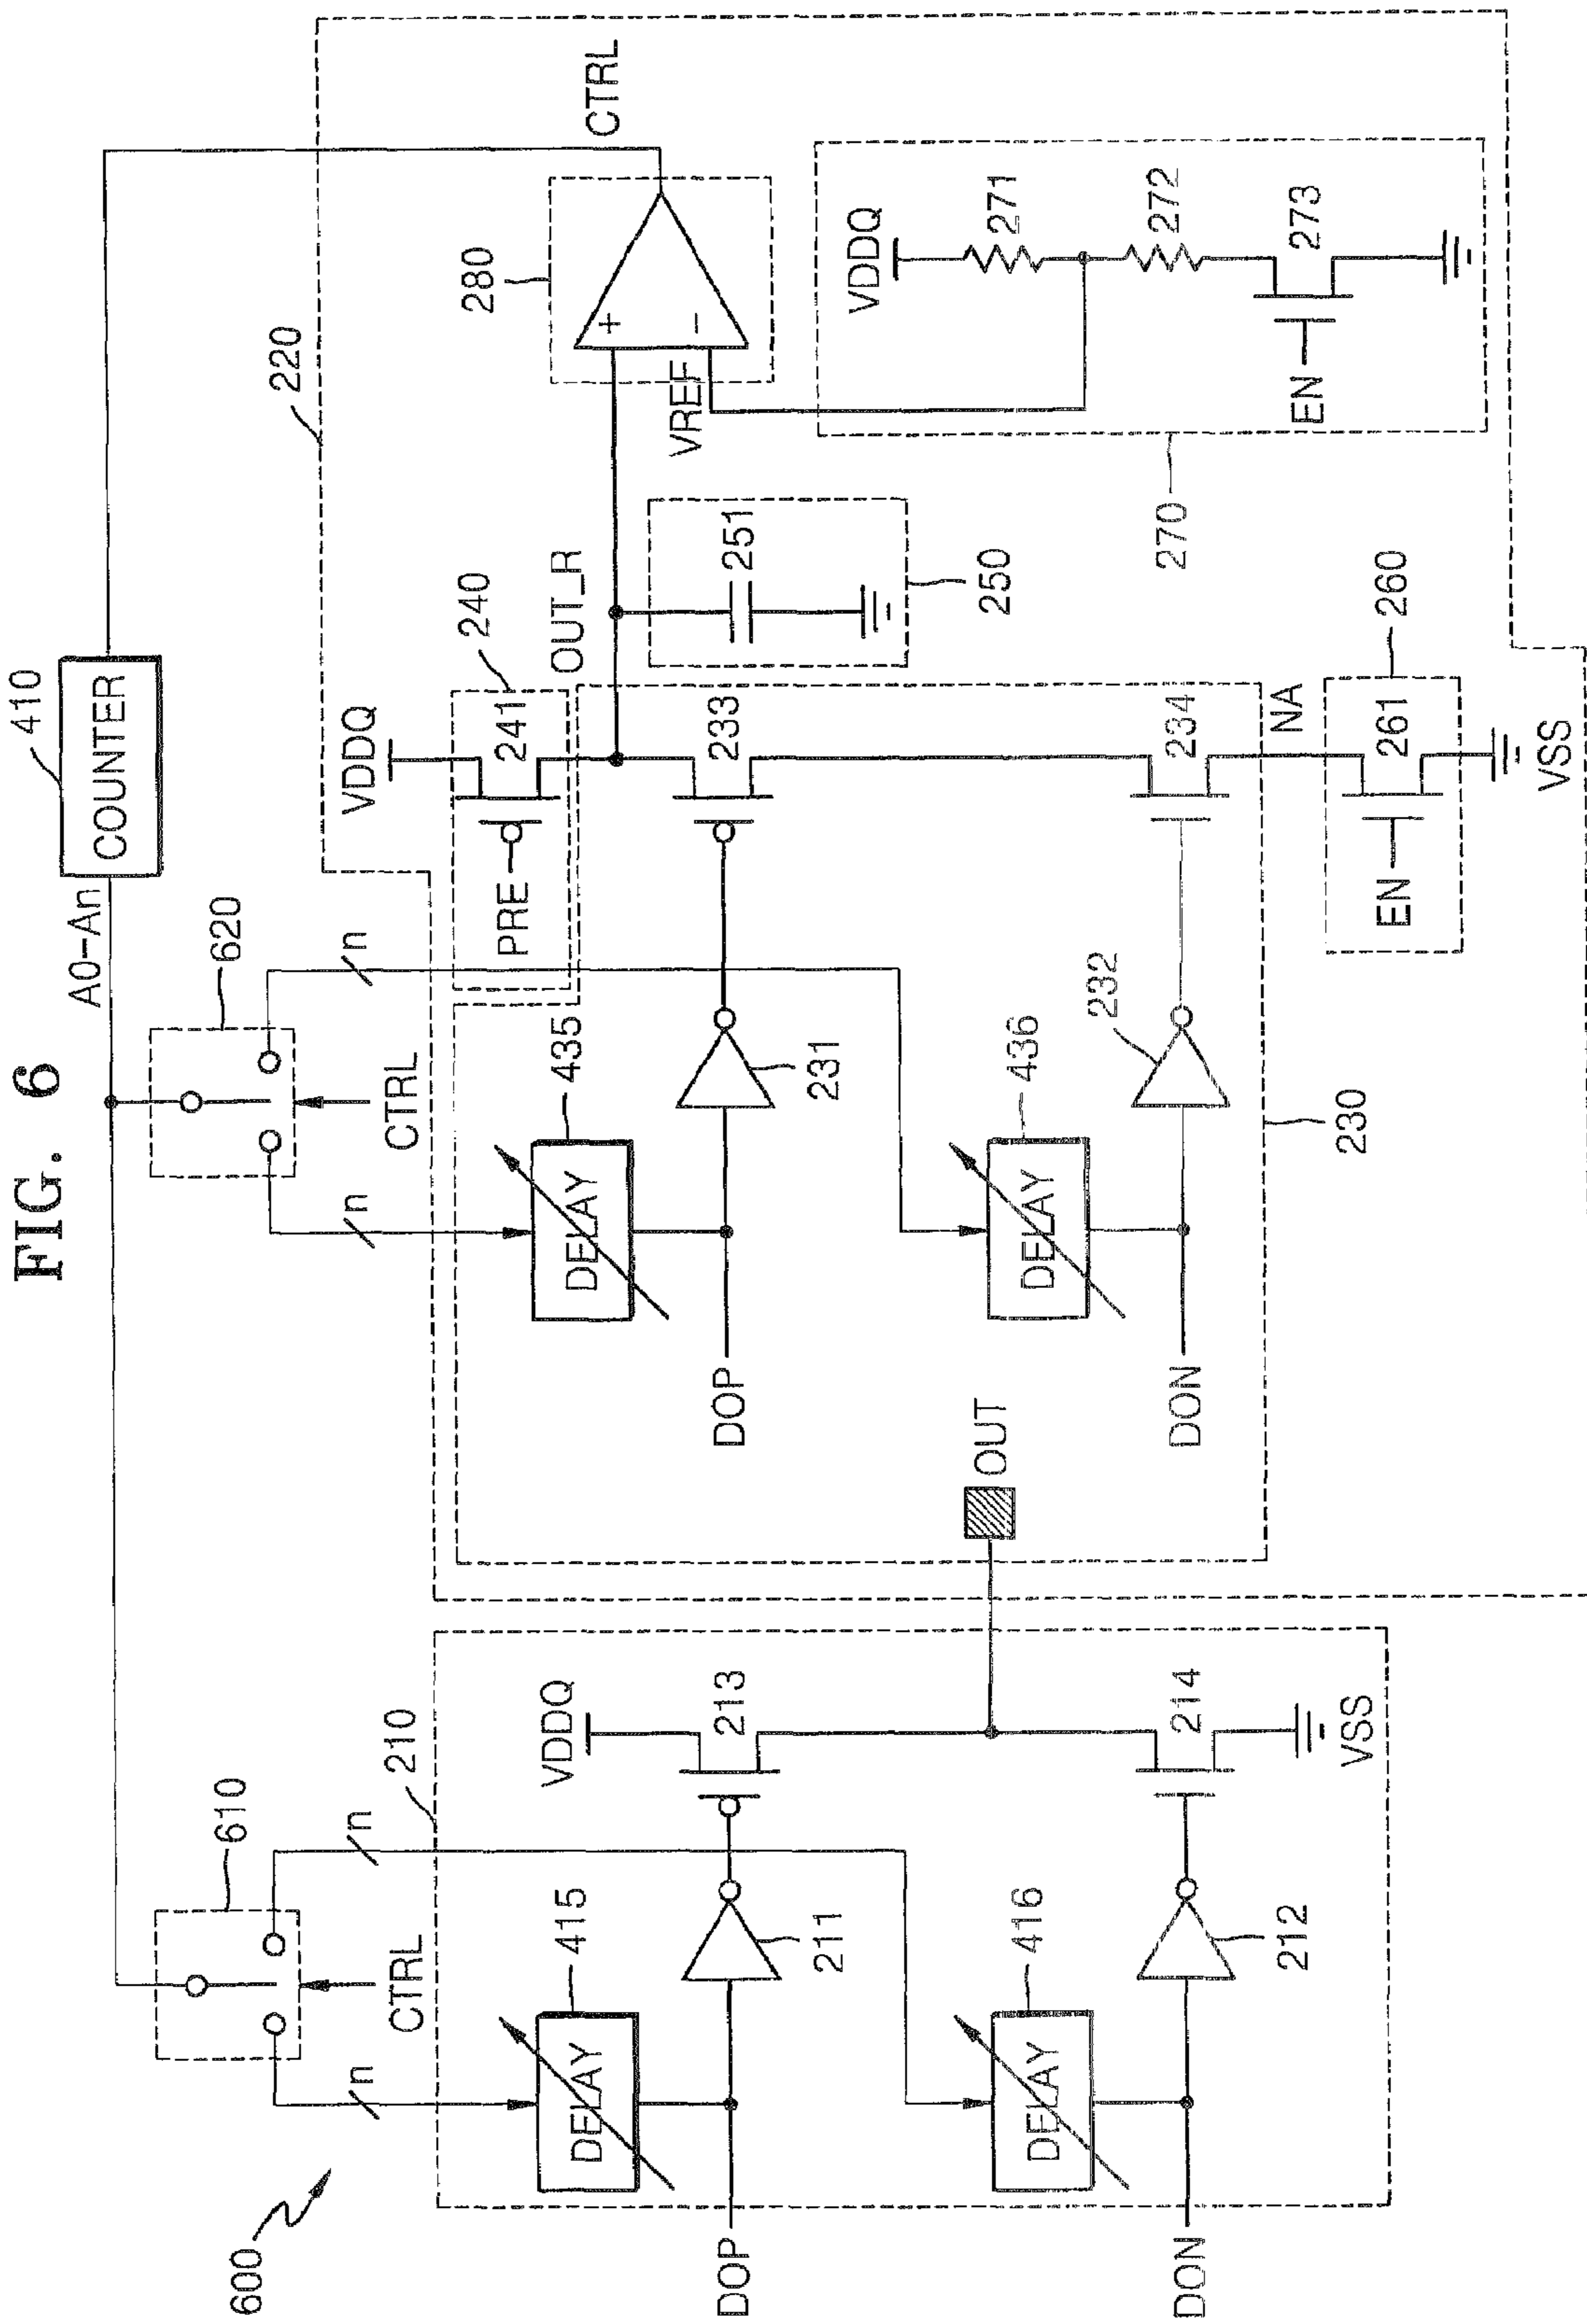 FIG. 6
410
COUNTER
A0-An
620
n
n
CTRL
610
n
n
CTRL
600
220
CTRL
280
+
−
VREF
VDDQ
271
272
273
EN
270
OUT_R
240
VDDQ
241
PRE
251
250
233
234
NA
260
261
EN
VSS
435
DELAY
231
DOP
436
DELAY
232
DON
230
OUT
210
VDDQ
213
214
VSS
415
DELAY
211
DOP
416
DELAY
212
DON